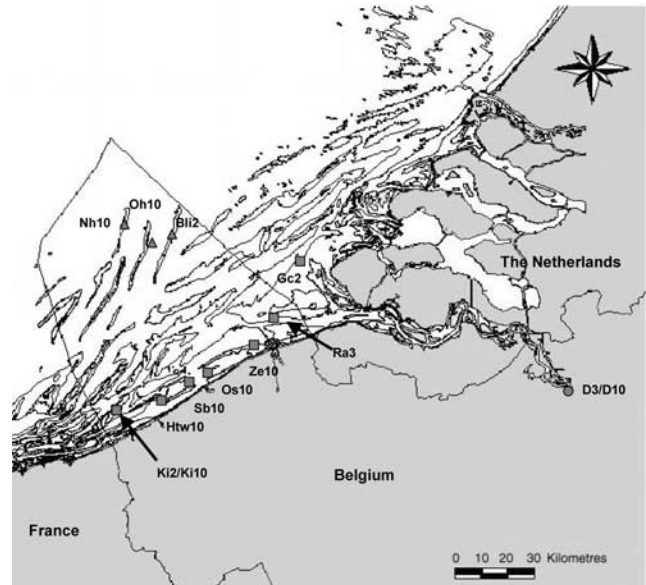 Oh10
Nh10
Bli2
Gc2
The Netherlands
Ra3
Ze10
D3/D10
Os10
Sb10
Htw10
Ki2/Ki10
Belgium
France
0 10 20 30 Kilometres